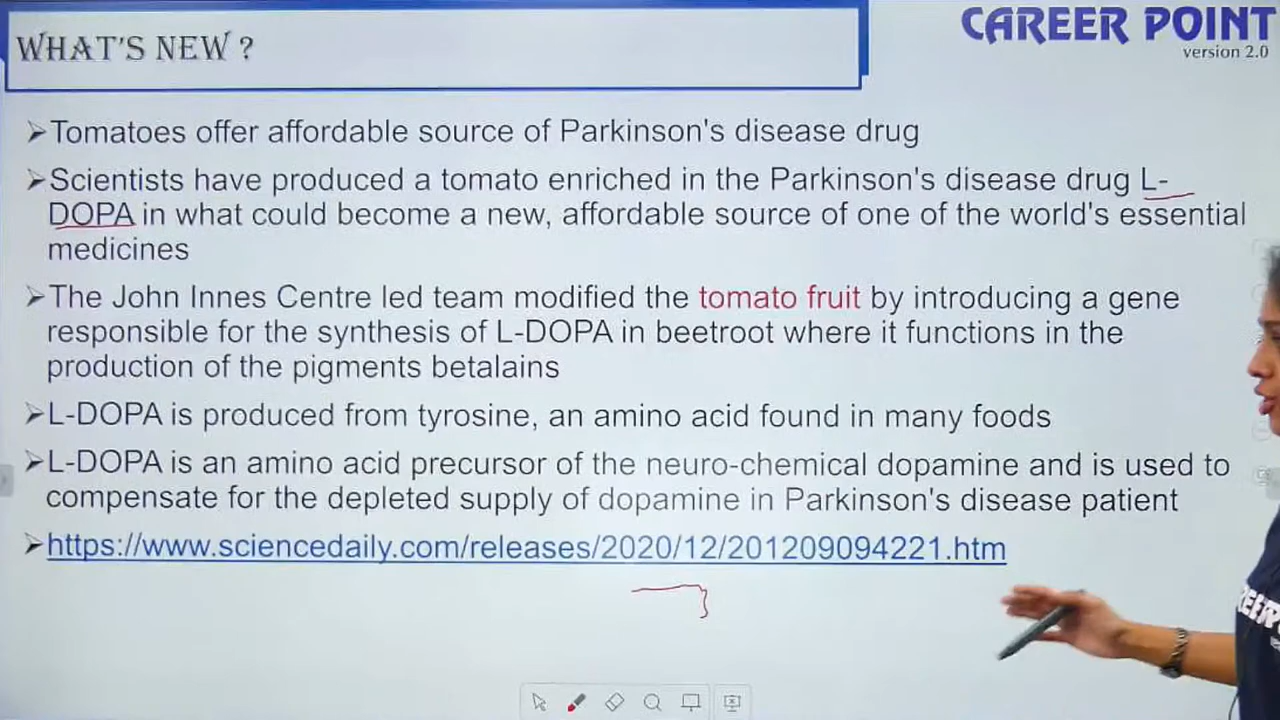 WHAT'S NEW ?
CAREER POINT
version 2.0
➢Tomatoes offer affordable source of Parkinson's disease drug
➢Scientists have produced a tomato enriched in the Parkinson's disease drug L-
DOPA in what could become a new, affordable source of one of the world's essential
medicines
➢The John Innes Centre led team modified the tomato fruit by introducing a gene
responsible for the synthesis of L-DOPA in beetroot where it functions in the
production of the pigments betalains
➢L-DOPA is produced from tyrosine, an amino acid found in many foods
➢L-DOPA is an amino acid precursor of the neuro-chemical dopamine and is used to
compensate for the depleted supply of dopamine in Parkinson's disease patient
➢https://www.sciencedaily.com/releases/2020/12/201209094221.htm